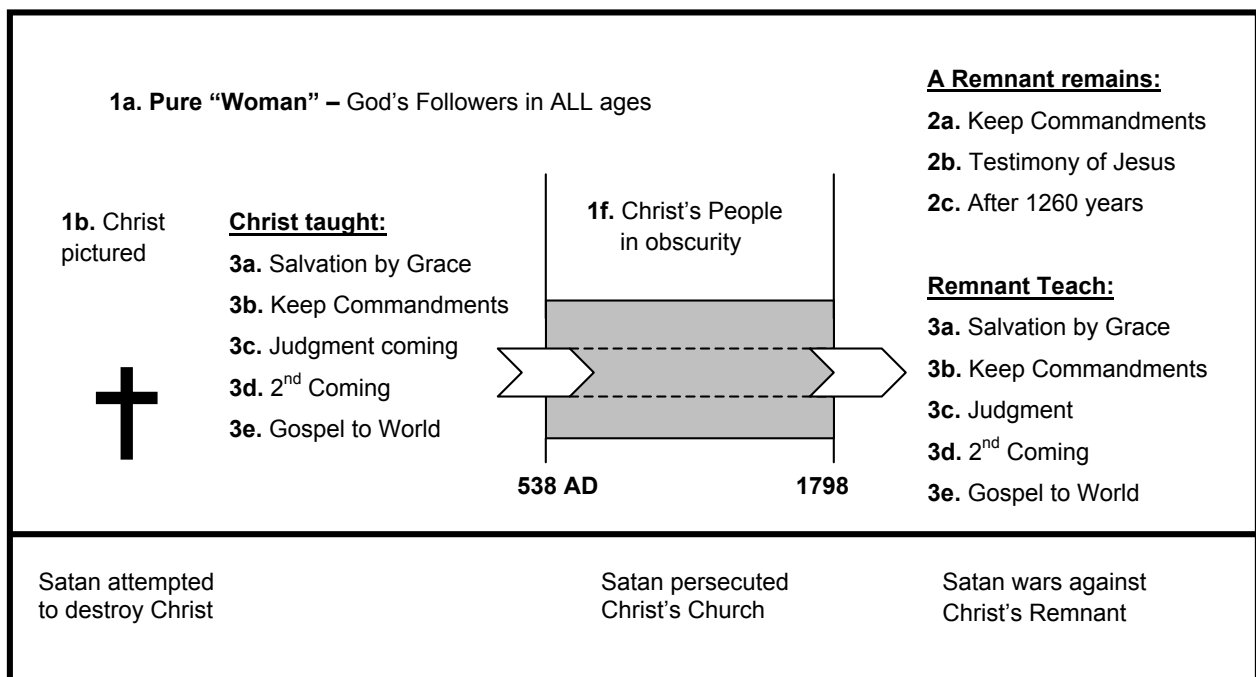 1a. Pure “Woman” – God’s Followers in ALL ages
1b. Christ
pictured
Christ taught:
3a. Salvation by Grace
3b. Keep Commandments
3c. Judgment coming
3d. 2nd Coming
3e. Gospel to World
1f. Christ’s People
in obscurity
538 AD
1798
A Remnant remains:
2a. Keep Commandments
2b. Testimony of Jesus
2c. After 1260 years
Remnant Teach:
3a. Salvation by Grace
3b. Keep Commandments
3c. Judgment
3d. 2nd Coming
3e. Gospel to World
Satan attempted
to destroy Christ
Satan persecuted
Christ’s Church
Satan wars against
Christ’s Remnant